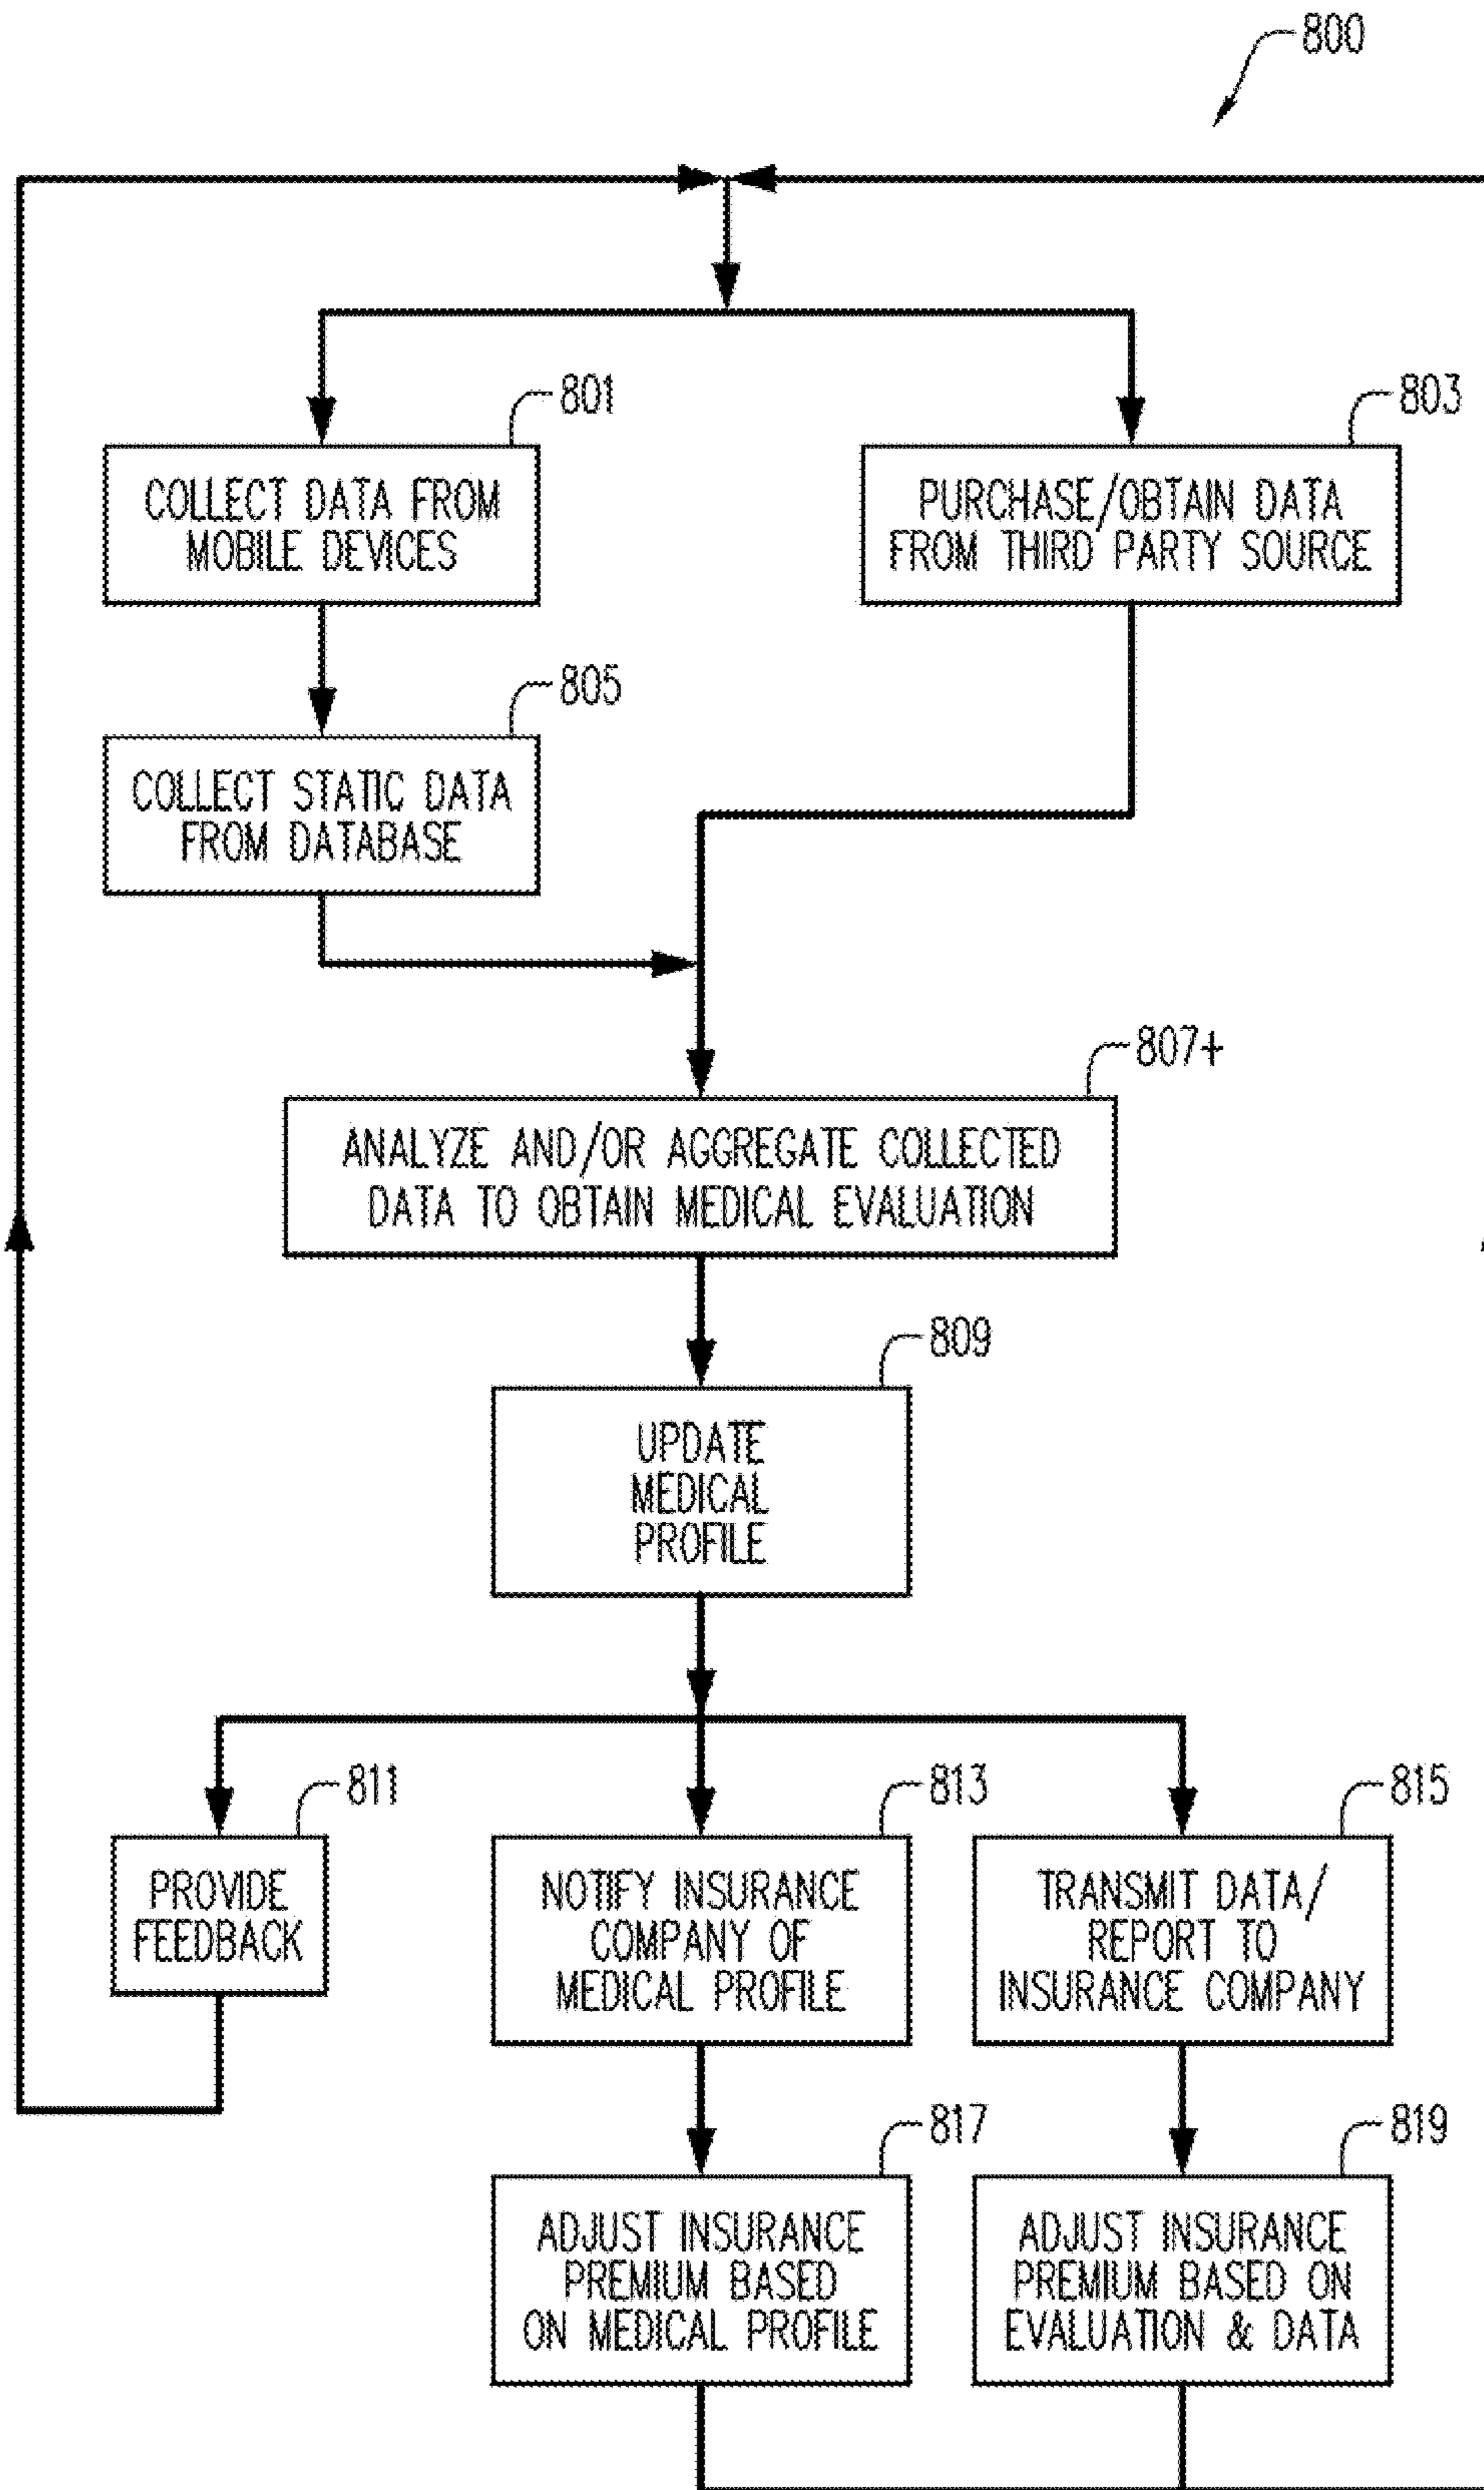 800
801
COLLECT DATA FROM
MOBILE DEVICES
803
PURCHASE/OBTAIN DATA
FROM THIRD PARTY SOURCE
805
COLLECT STATIC DATA
FROM DATABASE
807+
ANALYZE AND/OR AGGREGATE COLLECTED
DATA TO OBTAIN MEDICAL EVALUATION
809
UPDATE
MEDICAL
PROFILE
811
PROVIDE
FEEDBACK
813
NOTIFY INSURANCE
COMPANY OF
MEDICAL PROFILE
815
TRANSMIT DATA/
REPORT TO
INSURANCE COMPANY
817
ADJUST INSURANCE
PREMIUM BASED
ON MEDICAL PROFILE
819
ADJUST INSURANCE
PREMIUM BASED ON
EVALUATION & DATA